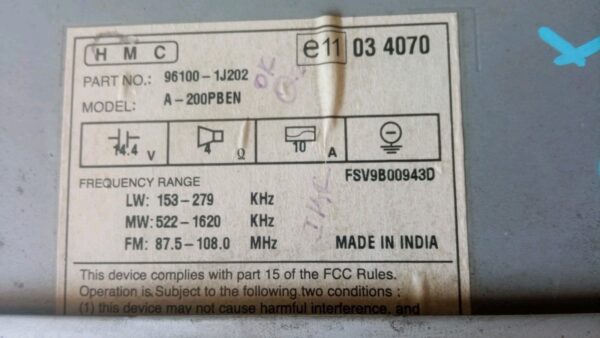 HMC
e11 03 4070
PART NO.: 96100-1J202
MODEL: A-200PBEN
OK
14.4 V
4 Ω
10 A
FREQUENCY RANGE
FSV9B00943D
LW: 153-279 KHz
MW: 522-1620 KHz
FM: 87.5-108.0 MHz
MADE IN INDIA
This device complies with part 15 of the FCC Rules.
Operation is Subject to the following two conditions :
(1) this device may not cause harmful interference, and